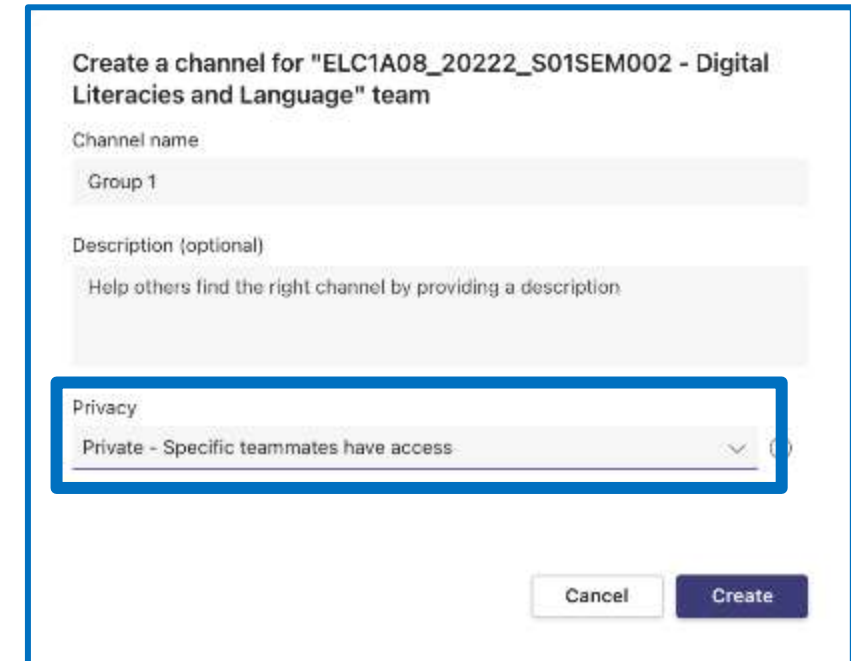 Create a channel for "ELC1A08_20222_S01SEM002 - Digital
Literacies and Language" team
Channel name
Group 1
Description (optional)
Help others find the right channel by providing a description
Privacy
Private - Specific teammates have access
Cancel
Create